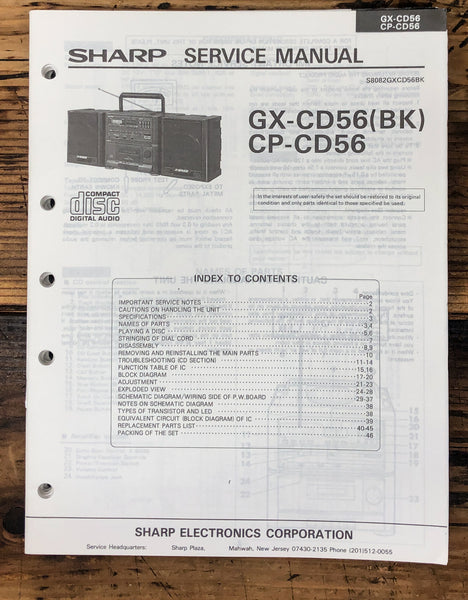 GX-CD56
CP-CD56
SHARP SERVICE MANUAL
S8082GXCD56BK
GX-CD56(BK)
CP-CD56
COMPACT
disc
DIGITAL AUDIO
In the interests of user-safety the set should be restored to its original
condition and only parts identical to those specified be used.
INDEX TO CONTENTS
Page
IMPORTANT SERVICE NOTES 2
CAUTIONS ON HANDLING THE UNIT 2
SPECIFICATIONS 3
NAMES OF PARTS 3,4
PLAYING A DISC 5,6
STRINGING OF DIAL CORD 7
DISASSEMBLY 8,9
REMOVING AND REINSTALLING THE MAIN PARTS 10
TROUBLESHOOTING (CD SECTION) 11-14
FUNCTION TABLE OF IC 15,16
BLOCK DIAGRAM 17-20
ADJUSTMENT 21-23
EXPLODED VIEW 24-28
SCHEMATIC DIAGRAM/WIRING SIDE OF P.W.BOARD 29-37
NOTES ON SCHEMATIC DIAGRAM 38
TYPES OF TRANSISTOR AND LED 38
EQUIVALENT CIRCUIT (BLOCK DIAGRAM) OF IC 39
REPLACEMENT PARTS LIST 40-45
PACKING OF THE SET 46
SHARP ELECTRONICS CORPORATION
Service Headquarters: Sharp Plaza, Mahwah, New Jersey 07430-2135 Phone (201)512-0055